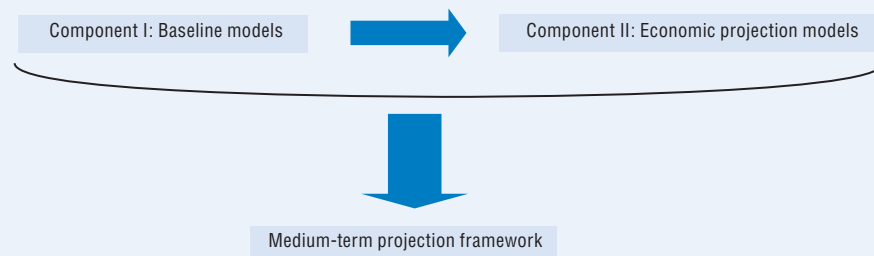 Component I: Baseline models
Component II: Economic projection models
Medium-term projection framework